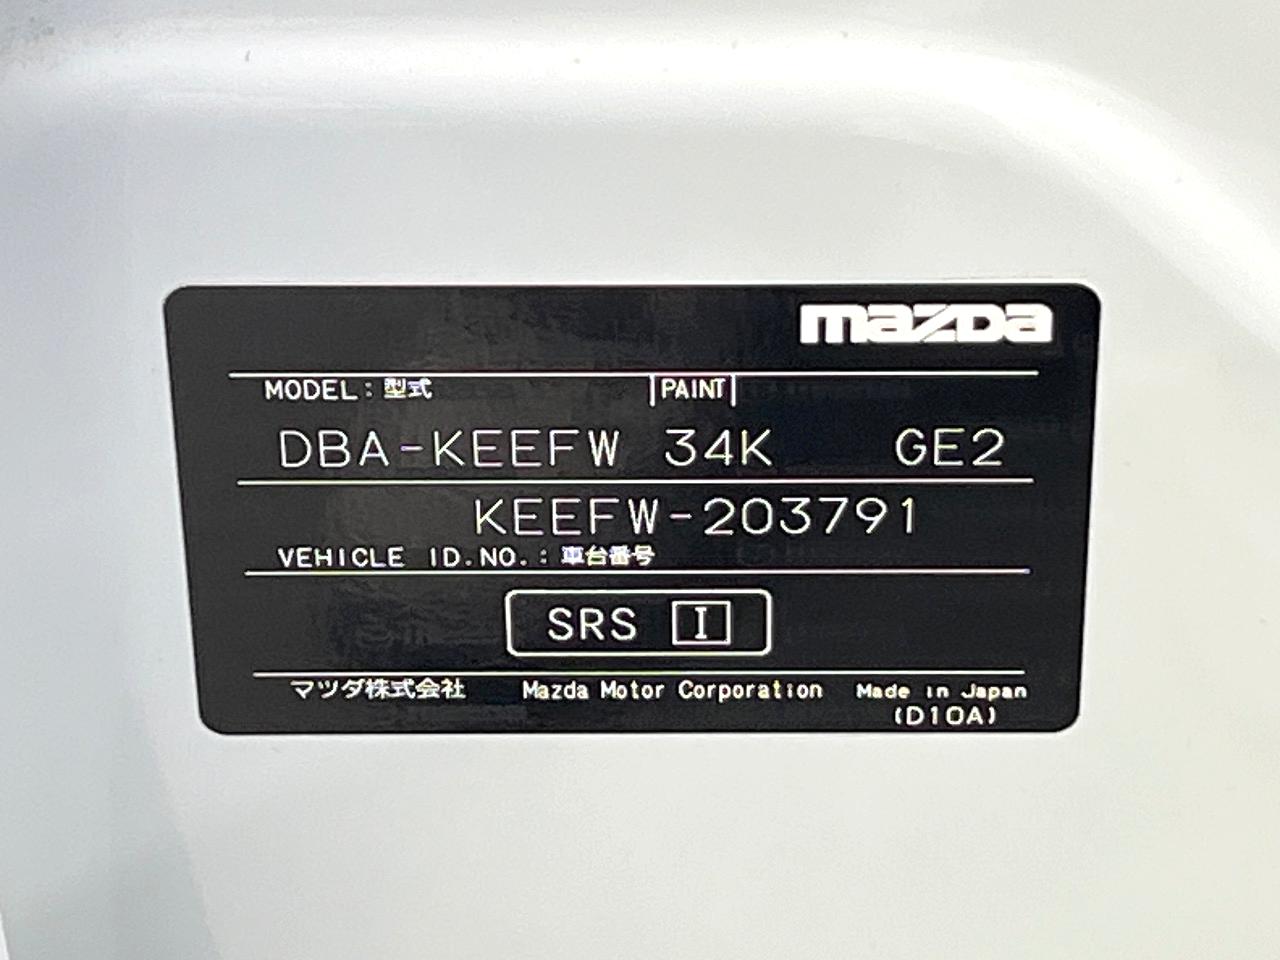 mazda
MODEL: 型式 PAINT
DBA-KEEFW 34K GE2
KEEFW-203791
VEHICLE ID.NO.: 車台番号
SRS I
マツダ株式会社 Mazda Motor Corporation Made in Japan
(D10A)